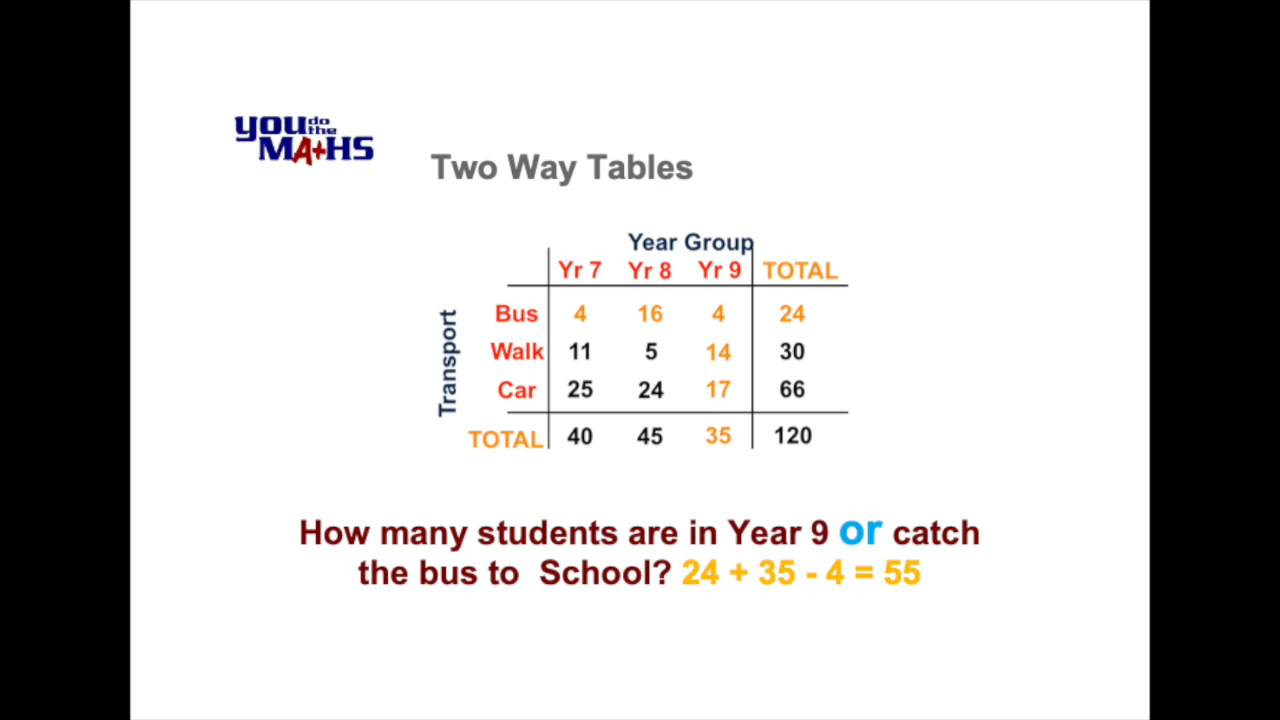 you do the MA+HS
Two Way Tables
Year Group
Yr 7 Yr 8 Yr 9 TOTAL
Transport
Bus 4 16 4 24
Walk 11 5 14 30
Car 25 24 17 66
TOTAL 40 45 35 120
How many students are in Year 9 or catch
the bus to School? 24 + 35 - 4 = 55